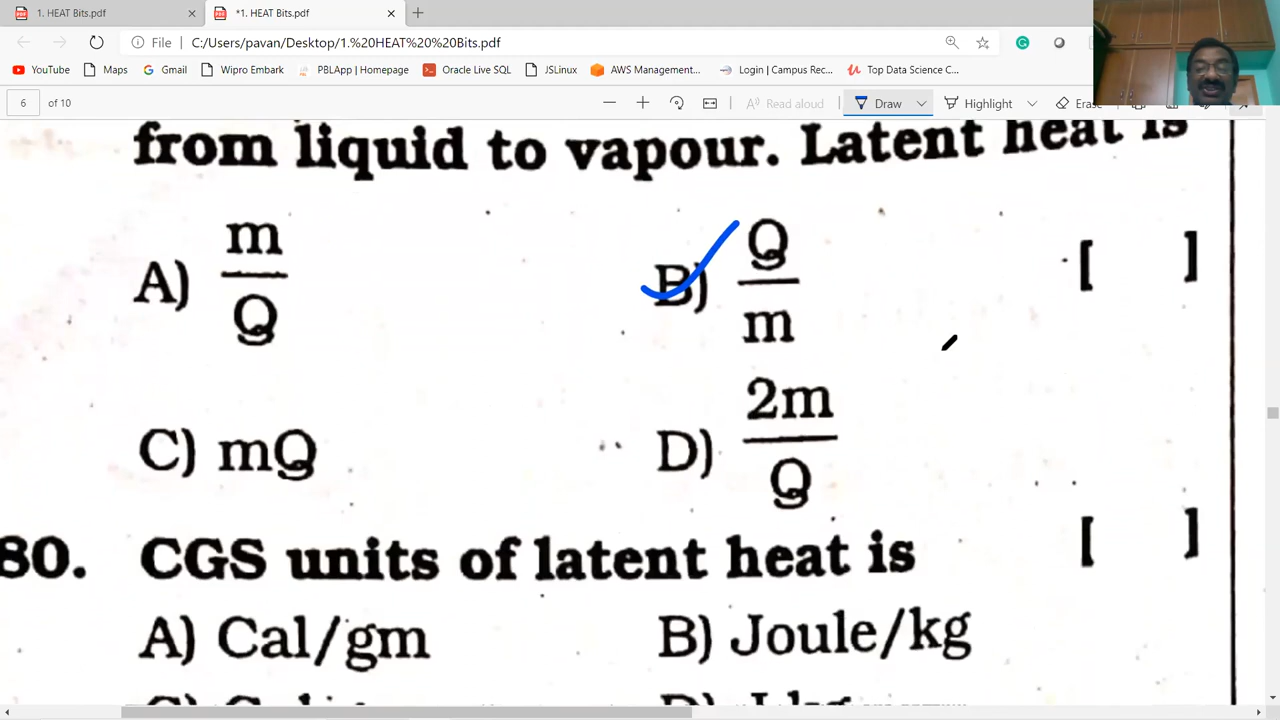 1. HEAT Bits.pdf
*1. HEAT Bits.pdf
File C:/Users/pavan/Desktop/1.%20HEAT%20%20Bits.pdf
YouTube Maps Gmail Wipro Embark PBLApp | Homepage Oracle Live SQL JSLinux AWS Management... Login | Campus Rec... Top Data Science C...
6 of 10 Read aloud Draw Highlight Erase
from liquid to vapour. Latent heat is
A) m/Q B) Q/m [ ]
C) mQ D) 2m/Q
80. CGS units of latent heat is [ ]
A) Cal/gm B) Joule/kg